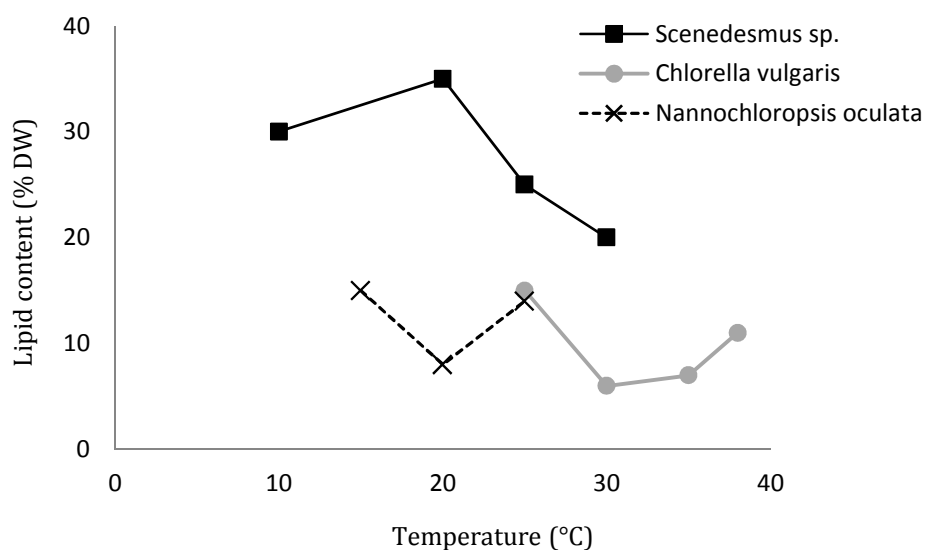 40
30
20
10
0
Lipid content (% DW)
Scenedesmus sp.
Chlorella vulgaris
Nannochloropsis oculata
0 10 20 30 40
Temperature (°C)